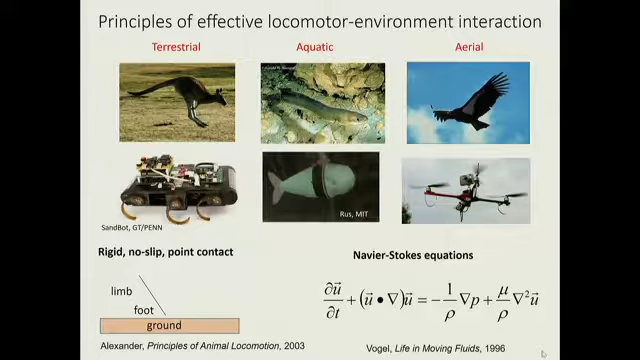 Principles of effective locomotor-environment interaction
Terrestrial
Aquatic
Aerial
Rus, MIT
SandBot, GT/PENN
Rigid, no-slip, point contact
Navier-Stokes equations
limb
foot
ground
∂u⃗/∂t + (u⃗ • ∇)u⃗ = −1/ρ ∇p + μ/ρ ∇²u⃗
Alexander, Principles of Animal Locomotion, 2003
Vogel, Life in Moving Fluids, 1996